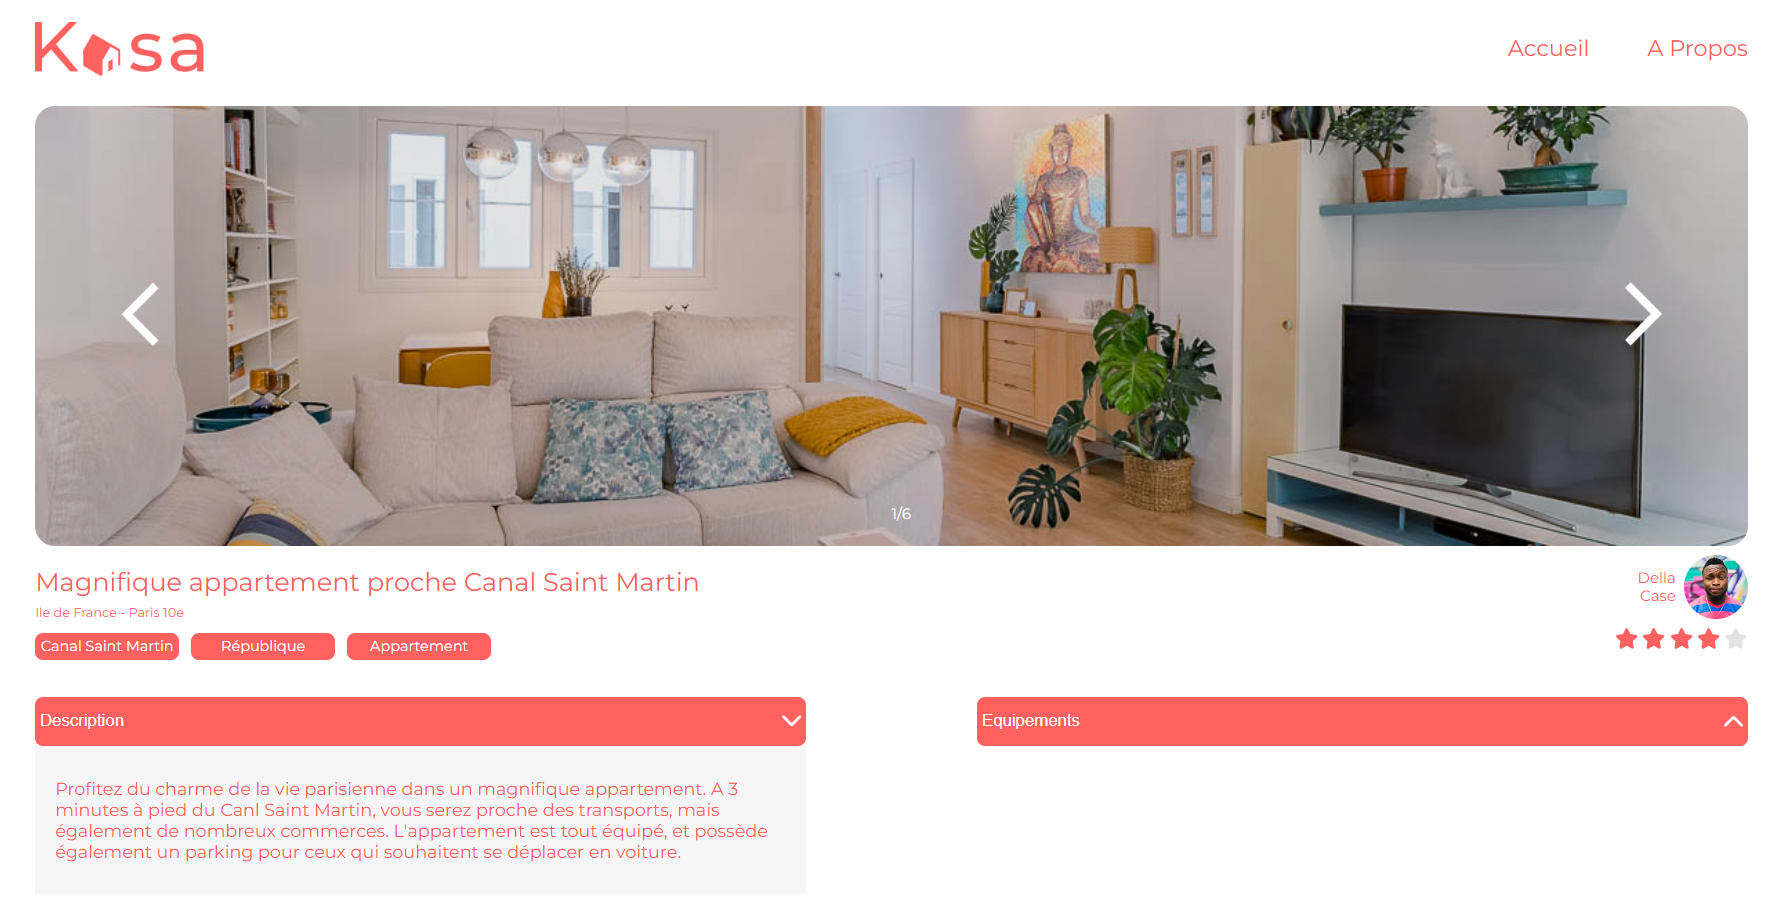 Kasa
Accueil
A Propos
1/6
Magnifique appartement proche Canal Saint Martin
Ile de France - Paris 10e
Canal Saint Martin
République
Appartement
Della
Case
Description
Profitez du charme de la vie parisienne dans un magnifique appartement. A 3
minutes à pied du Canl Saint Martin, vous serez proche des transports, mais
également de nombreux commerces. L'appartement est tout équipé, et possède
également un parking pour ceux qui souhaitent se déplacer en voiture.
Equipements